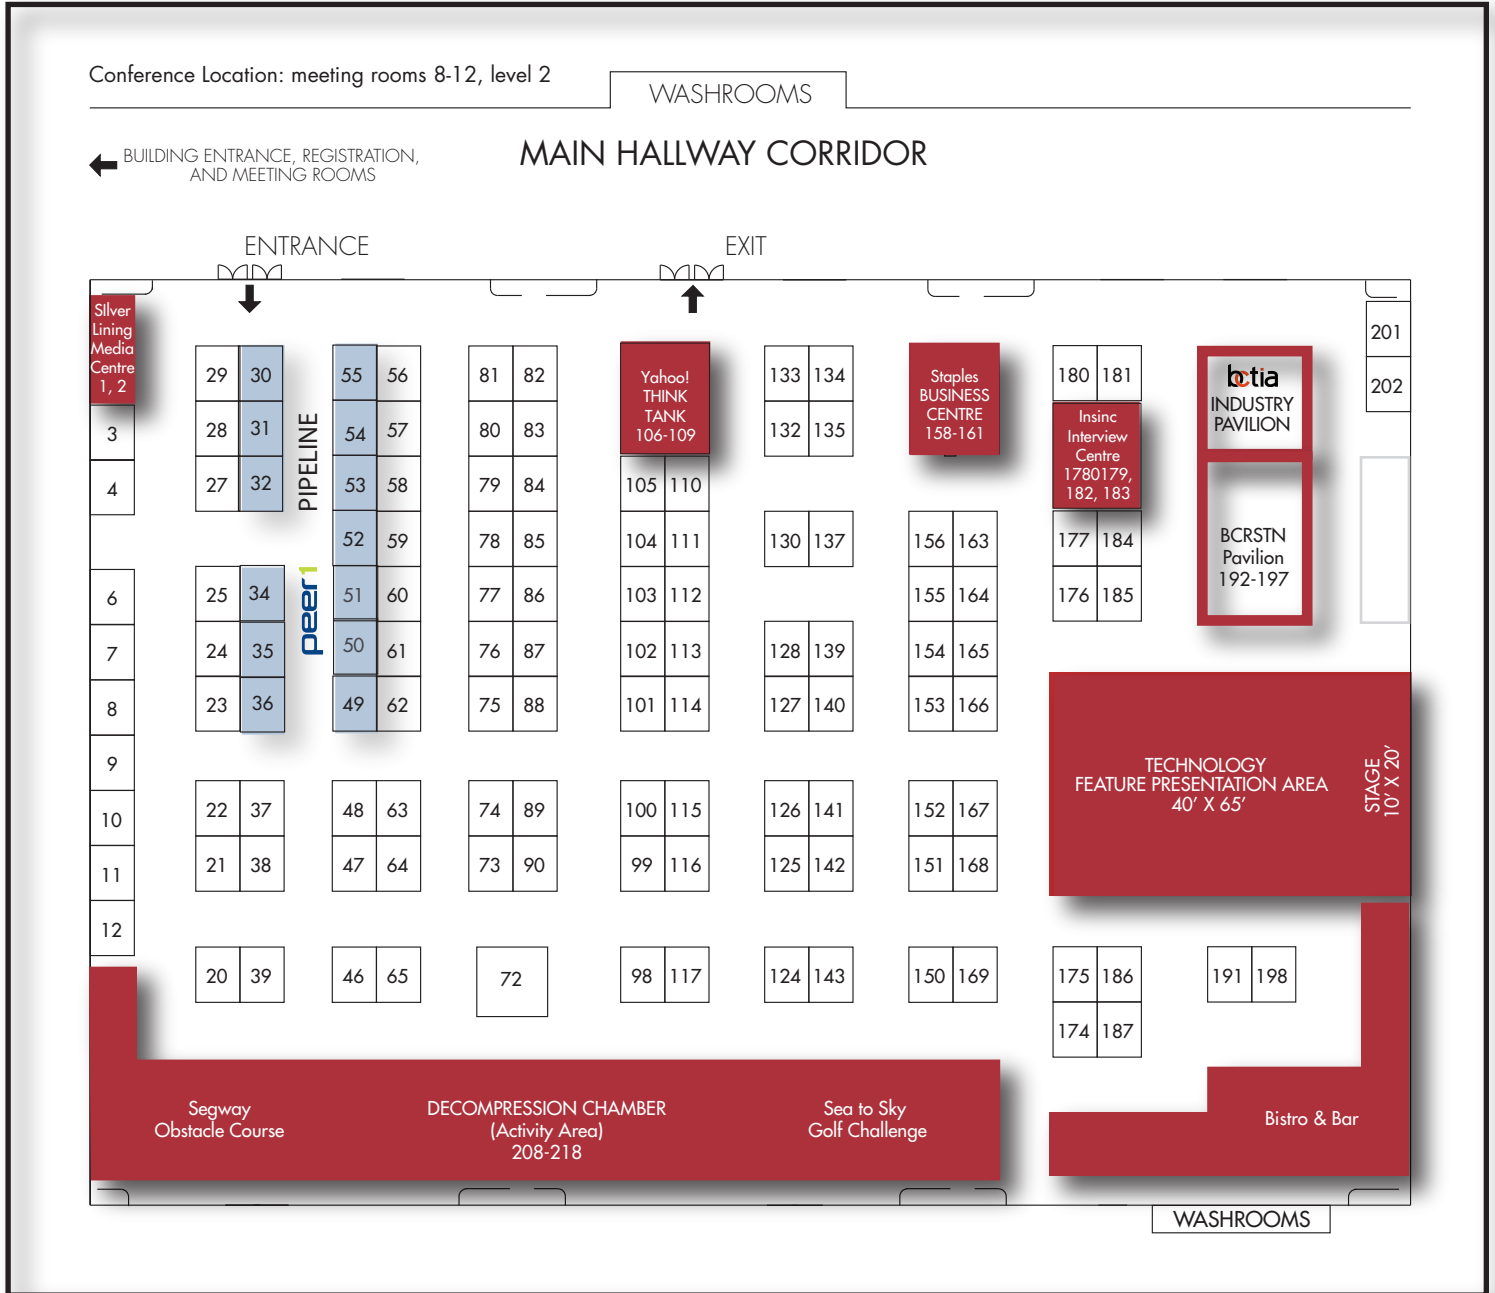 Conference Location: meeting rooms 8-12, level 2
WASHROOMS
MAIN HALLWAY CORRIDOR
BUILDING ENTRANCE, REGISTRATION,
AND MEETING ROOMS
ENTRANCE
EXIT
SIlver
Lining
Media
Centre
1, 2
3
4
6
7
8
9
10
11
12
29 30
28 31
27 32
25 34
24 35
23 36
22 37
21 38
20 39
PIPELINE
peer1
55 56
54 57
53 58
52 59
51 60
50 61
49 62
48 63
47 64
46 65
81 82
80 83
79 84
78 85
77 86
76 87
75 88
74 89
73 90
72
Yahoo!
THINK
TANK
106-109
105 110
104 111
103 112
102 113
101 114
100 115
99 116
98 117
133 134
132 135
130 137
128 139
127 140
126 141
125 142
124 143
Staples
BUSINESS
CENTRE
158-161
156 163
155 164
154 165
153 166
152 167
151 168
150 169
180 181
Insinc
Interview
Centre
1780179,
182, 183
177 184
176 185
175 186
174 187
bctia
INDUSTRY
PAVILION
BCRSTN
Pavilion
192-197
201
202
TECHNOLOGY
FEATURE PRESENTATION AREA
40' X 65'
STAGE
10' X 20'
191 198
Segway
Obstacle Course
DECOMPRESSION CHAMBER
(Activity Area)
208-218
Sea to Sky
Golf Challenge
Bistro & Bar
WASHROOMS